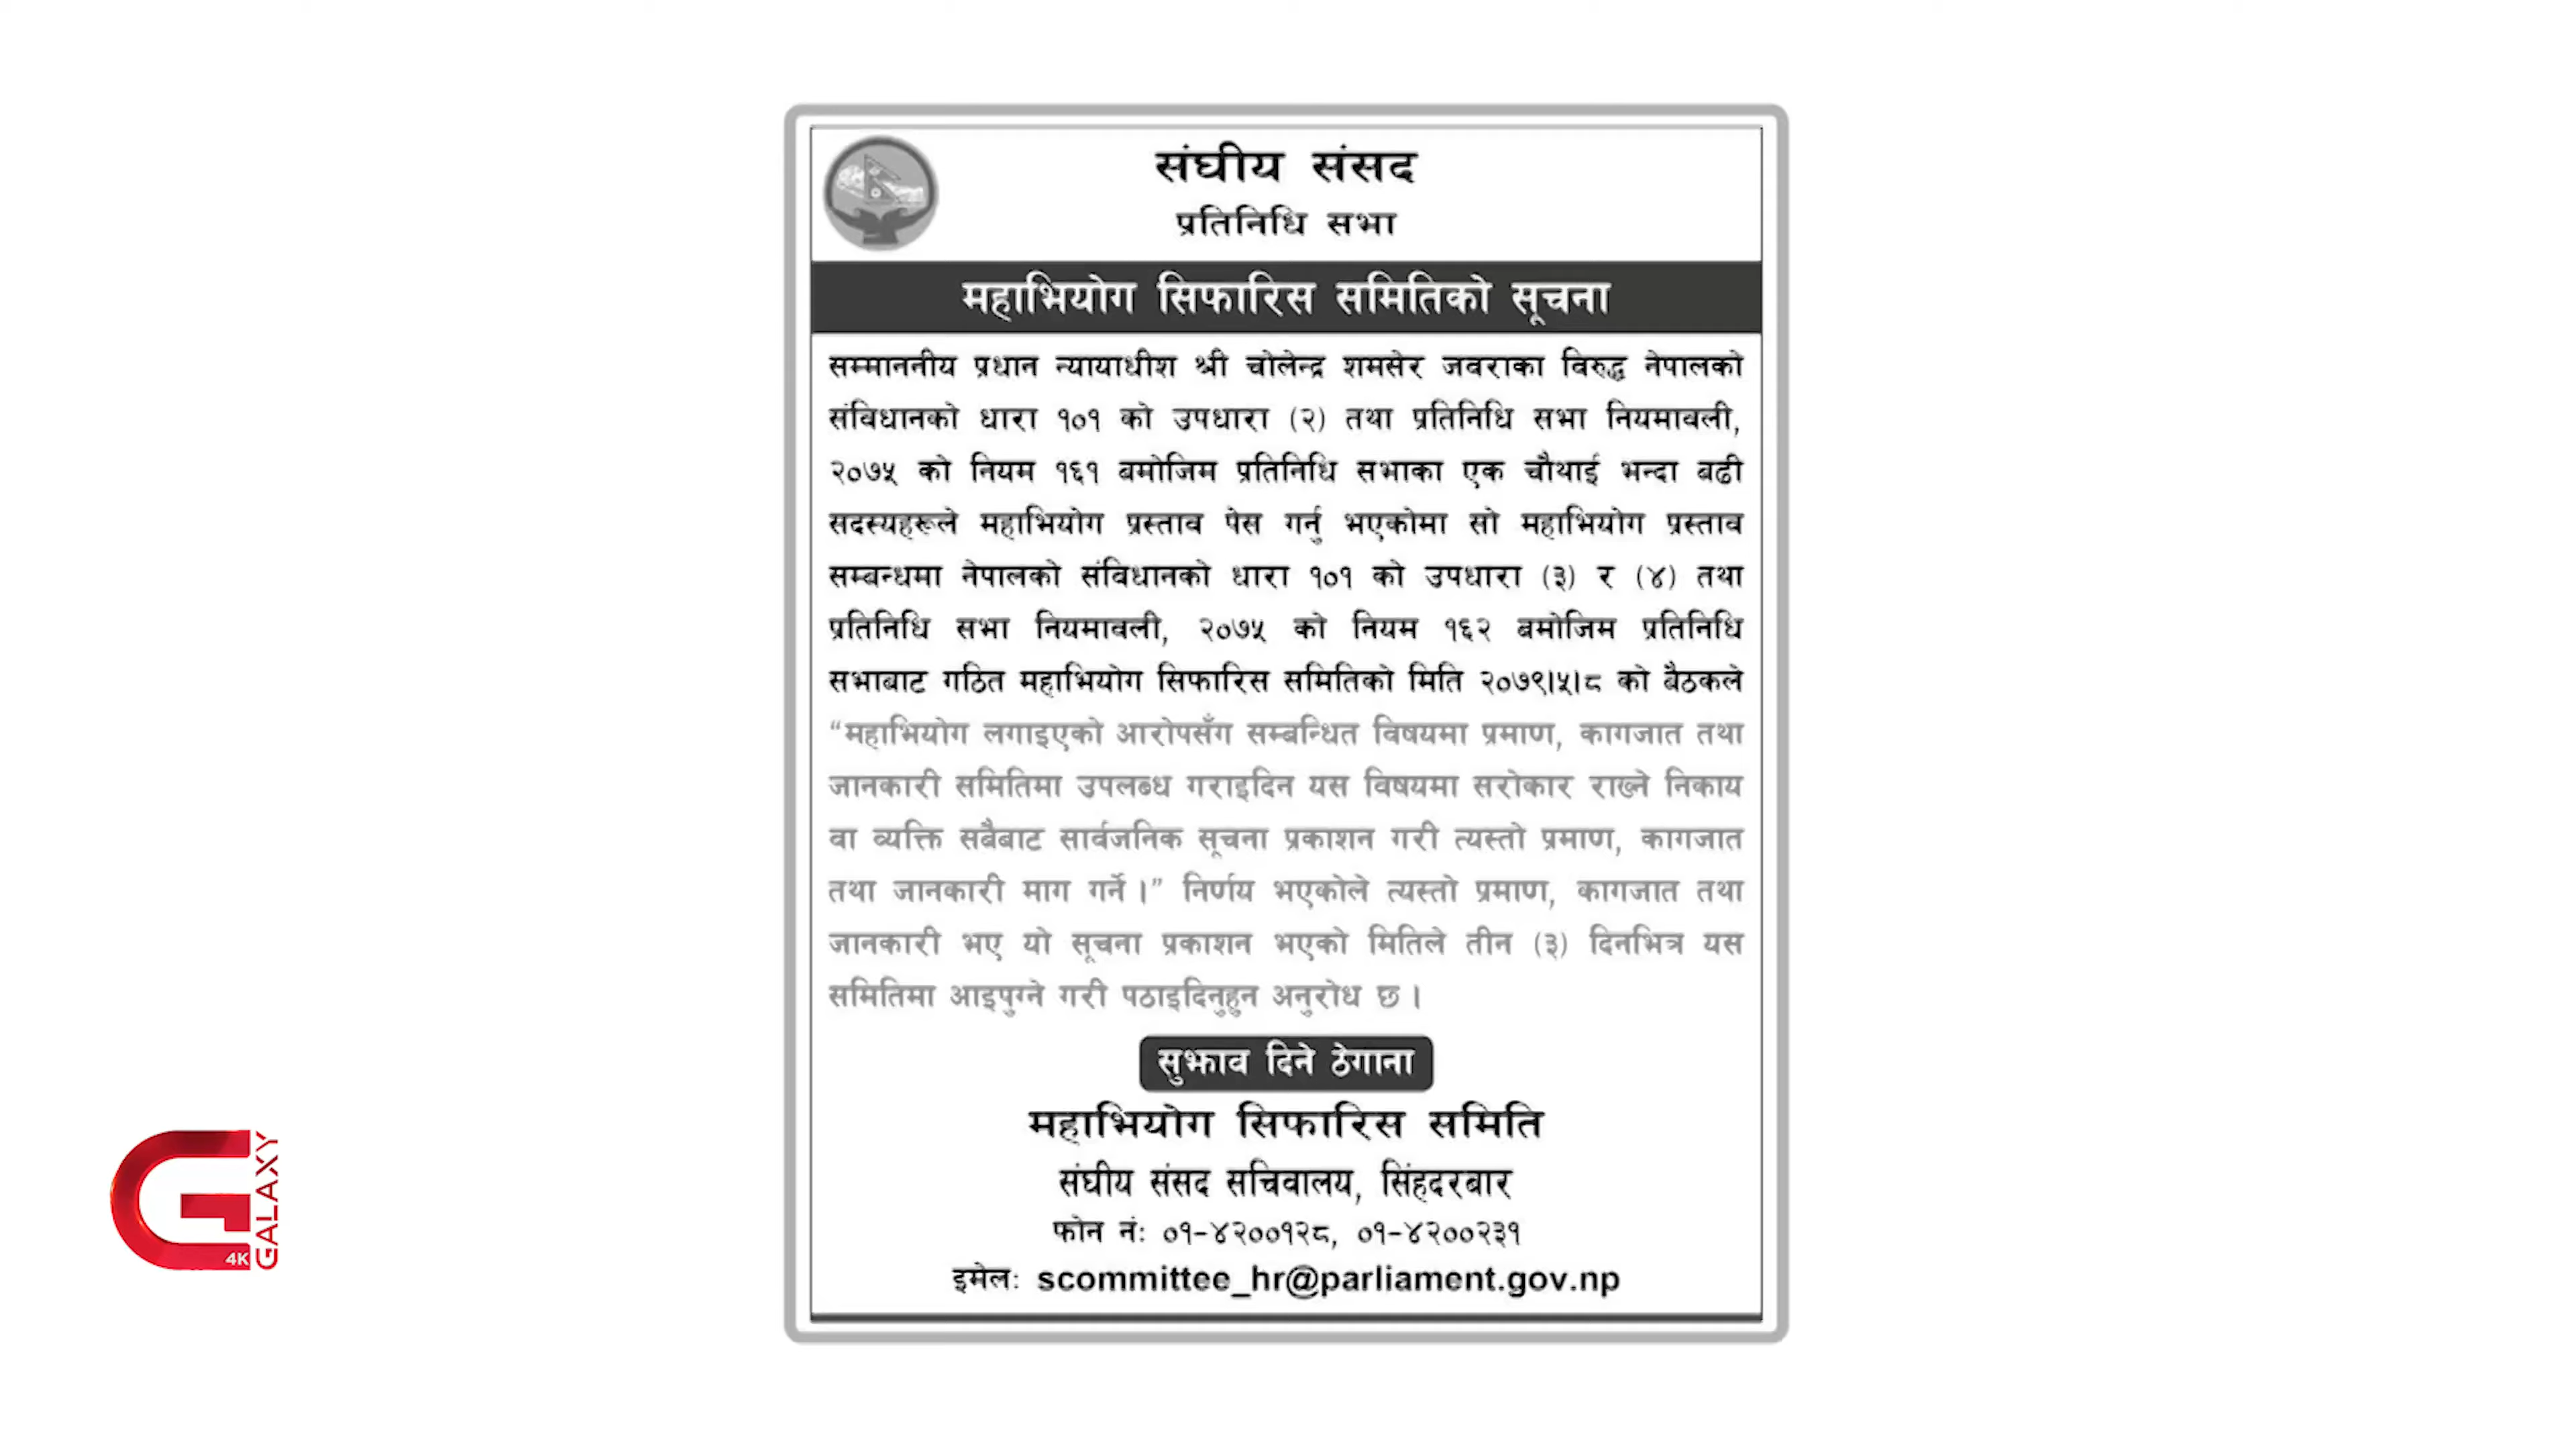 संघीय संसद
प्रतिनिधि सभा
महाभियोग सिफारिस समितिको सूचना
सम्माननीय प्रधान न्यायाधीश श्री चोलेन्द्र शमसेर जवराका विरुद्ध नेपालको
संविधानको धारा १०१ को उपधारा (२) तथा प्रतिनिधि सभा नियमावली,
२०७५ को नियम १६१ बमोजिम प्रतिनिधि सभाका एक चौथाई भन्दा बढी
सदस्यहरूले महाभियोग प्रस्ताव पेस गर्नु भएकोमा सो महाभियोग प्रस्ताव
सम्बन्धमा नेपालको संविधानको धारा १०१ को उपधारा (३) र (४) तथा
प्रतिनिधि सभा नियमावली, २०७५ को नियम १६२ बमोजिम प्रतिनिधि
सभाबाट गठित महाभियोग सिफारिस समितिको मिति २०७९।५।८ को बैठकले
“महाभियोग लगाइएको आरोपसँग सम्बन्धित विषयमा प्रमाण, कागजात तथा
जानकारी समितिमा उपलब्ध गराइदिन यस विषयमा सरोकार राख्ने निकाय
वा व्यक्ति सबैबाट सार्वजनिक सूचना प्रकाशन गरी त्यस्तो प्रमाण, कागजात
तथा जानकारी माग गर्ने।” निर्णय भएकोले त्यस्तो प्रमाण, कागजात तथा
जानकारी भए यो सूचना प्रकाशन भएको मितिले तीन (३) दिनभित्र यस
समितिमा आइपुग्ने गरी पठाइदिनुहुन अनुरोध छ।
सुझाव दिने ठेगाना
महाभियोग सिफारिस समिति
संघीय संसद सचिवालय, सिंहदरबार
फोन नं: ०१-४२००१२८, ०१-४२००२३१
इमेल: scommittee_hr@parliament.gov.np
4K GALAXY